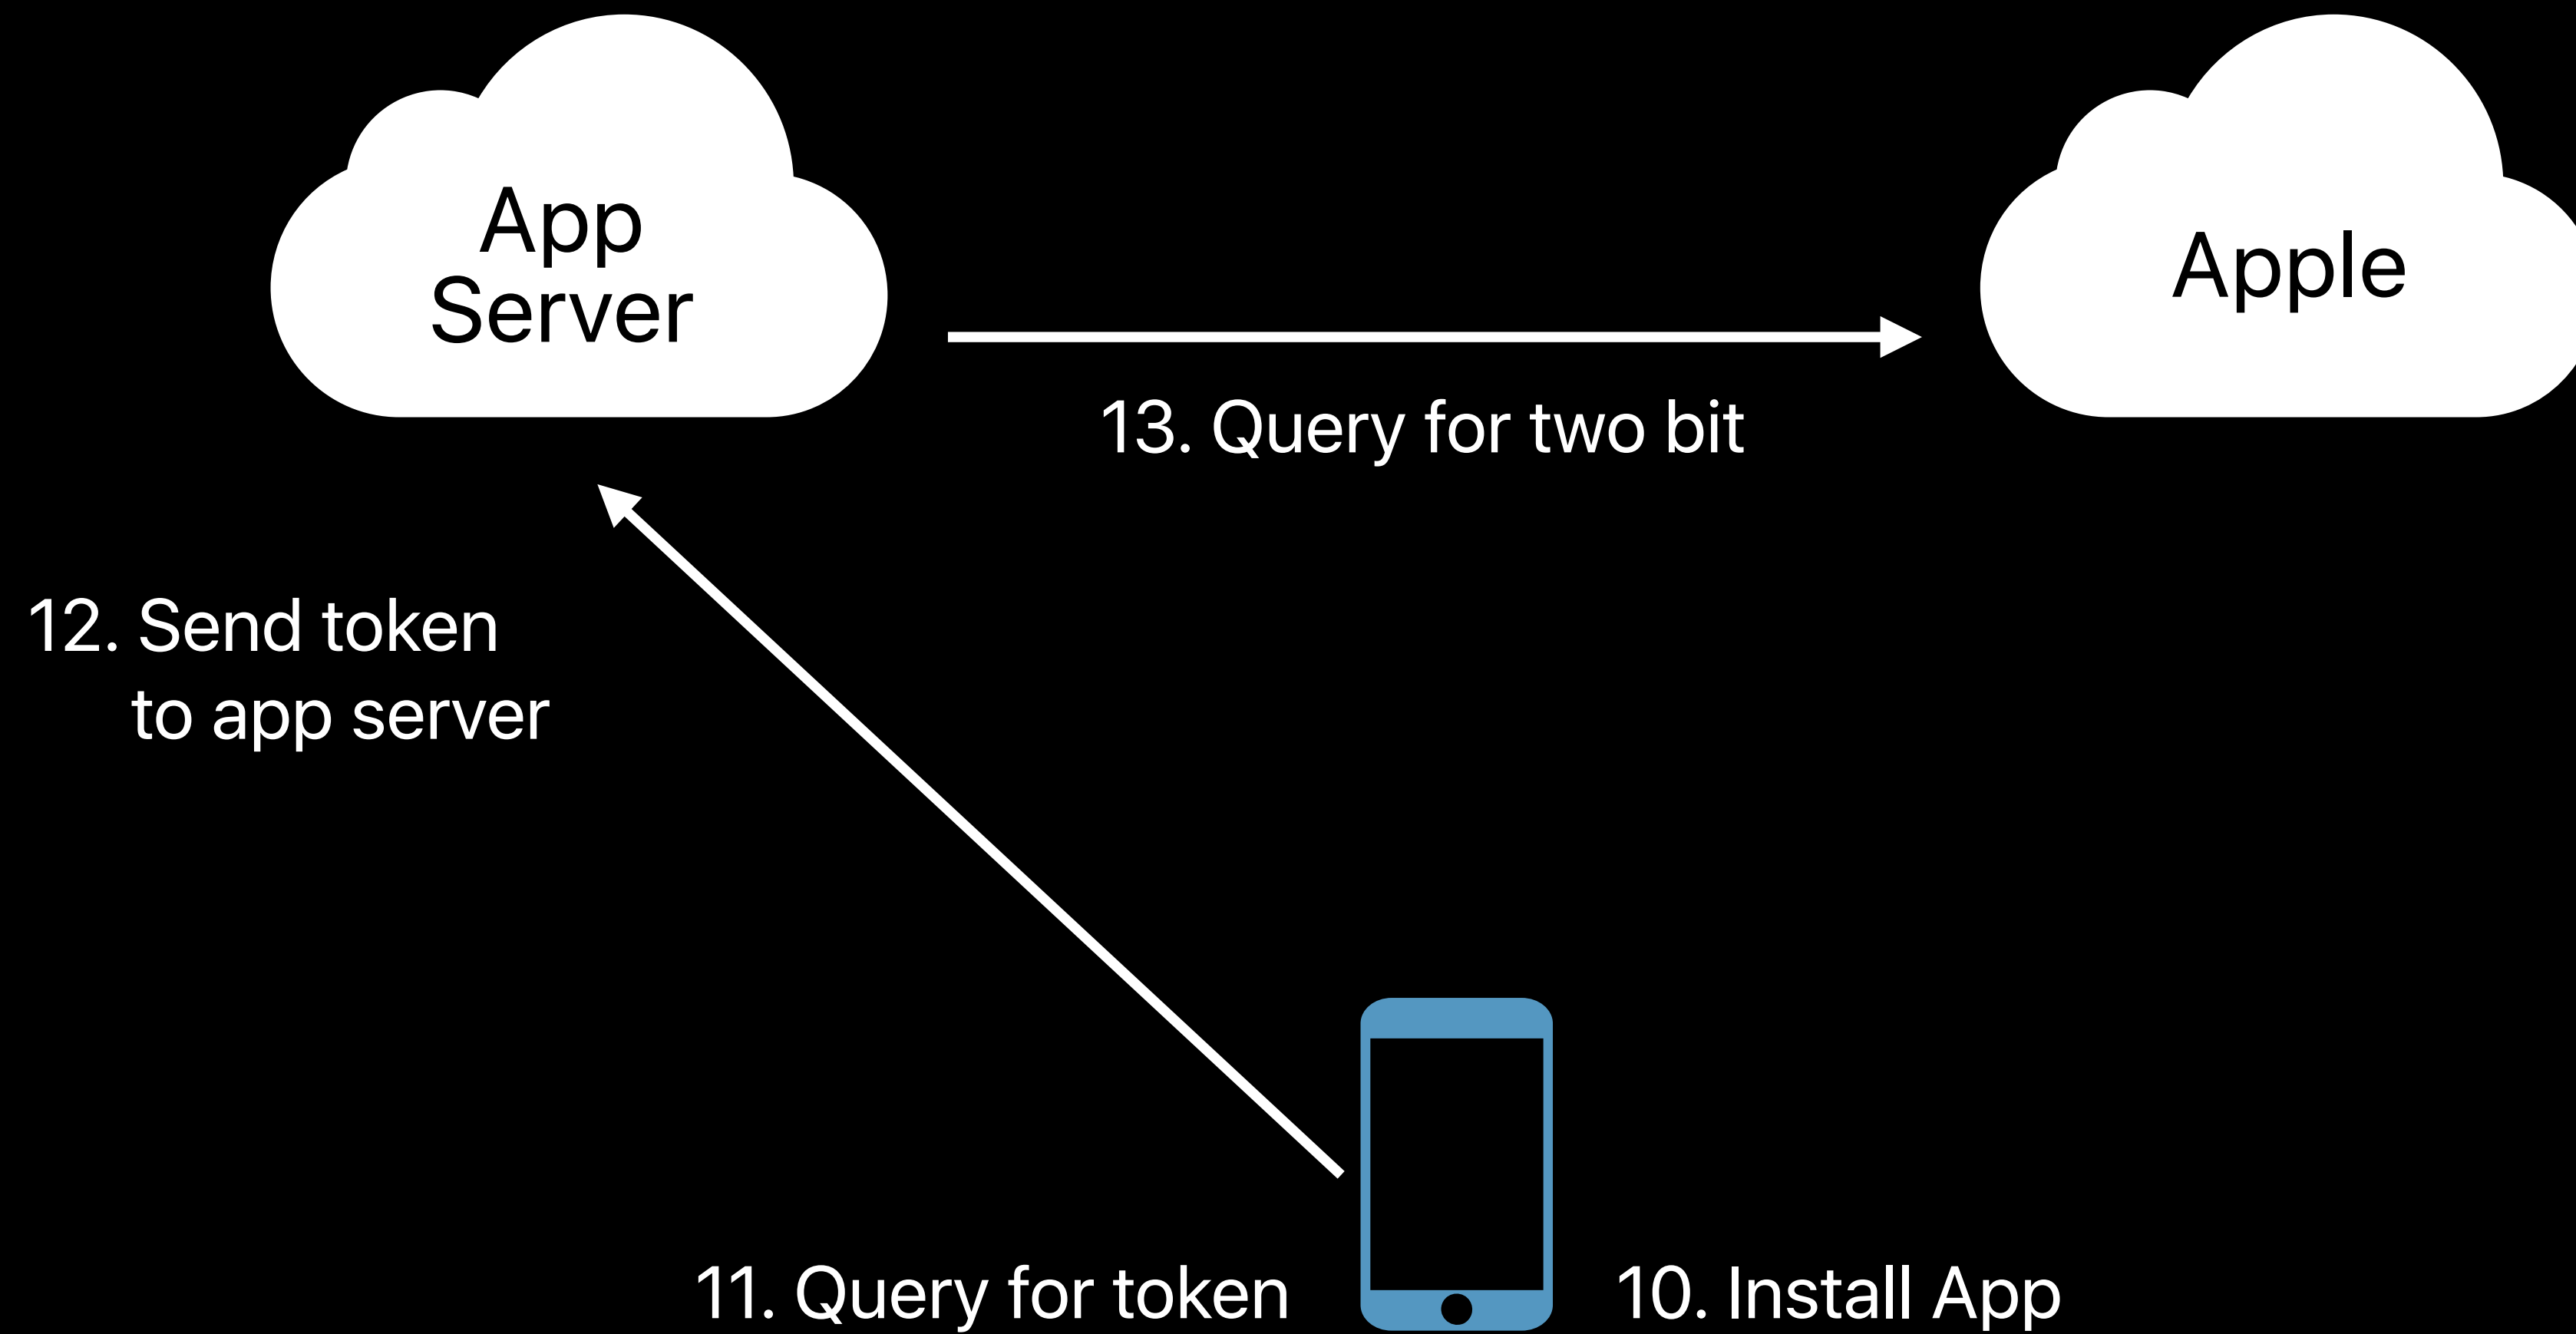 App
Server
Apple
13. Query for two bit
12. Send token
to app server
11. Query for token
10. Install App